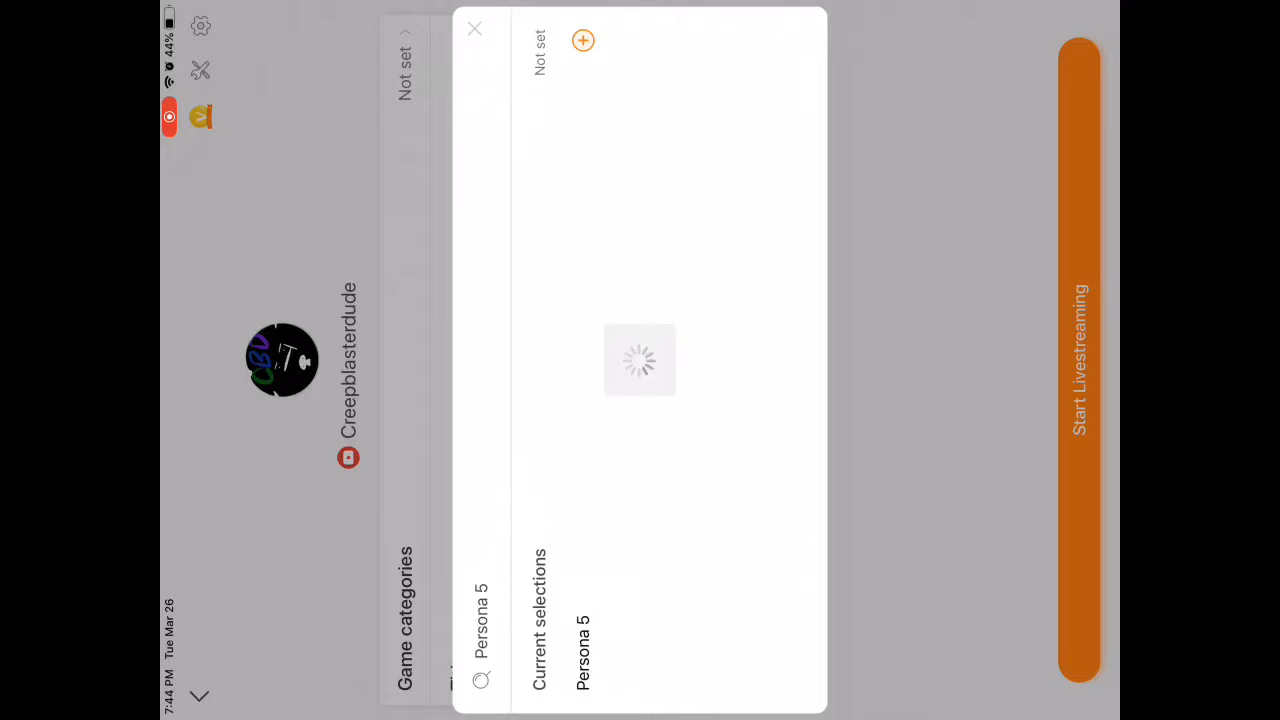 7:44 PM Tue Mar 26
44%
Creepblasterdude
Game categories
Not set
Persona 5
Current selections
Not set
Persona 5
Start Livestreaming